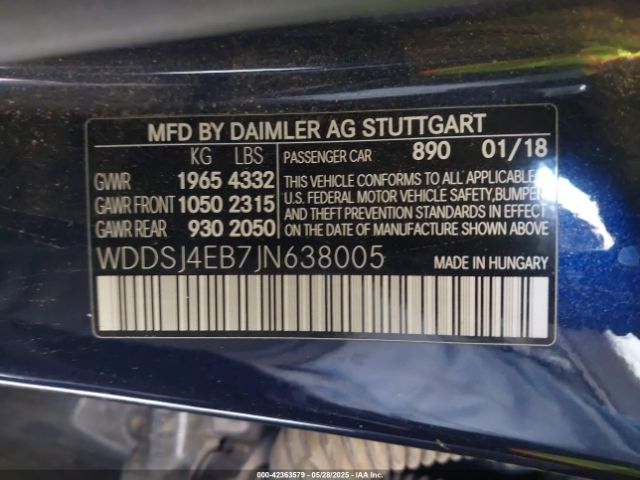 MFD BY DAIMLER AG STUTTGART
KG LBS
GVWR 1965 4332
GAWR FRONT 1050 2315
GAWR REAR 930 2050
PASSENGER CAR 890 01/18
THIS VEHICLE CONFORMS TO ALL APPLICABLE
U.S. FEDERAL MOTOR VEHICLE SAFETY, BUMPER
AND THEFT PREVENTION STANDARDS IN EFFECT
ON THE DATE OF MANUFACTURE SHOWN ABOVE
WDDSJ4EB7JN638005 MADE IN HUNGARY
000-42363579 - 05/28/2025 - IAA Inc.